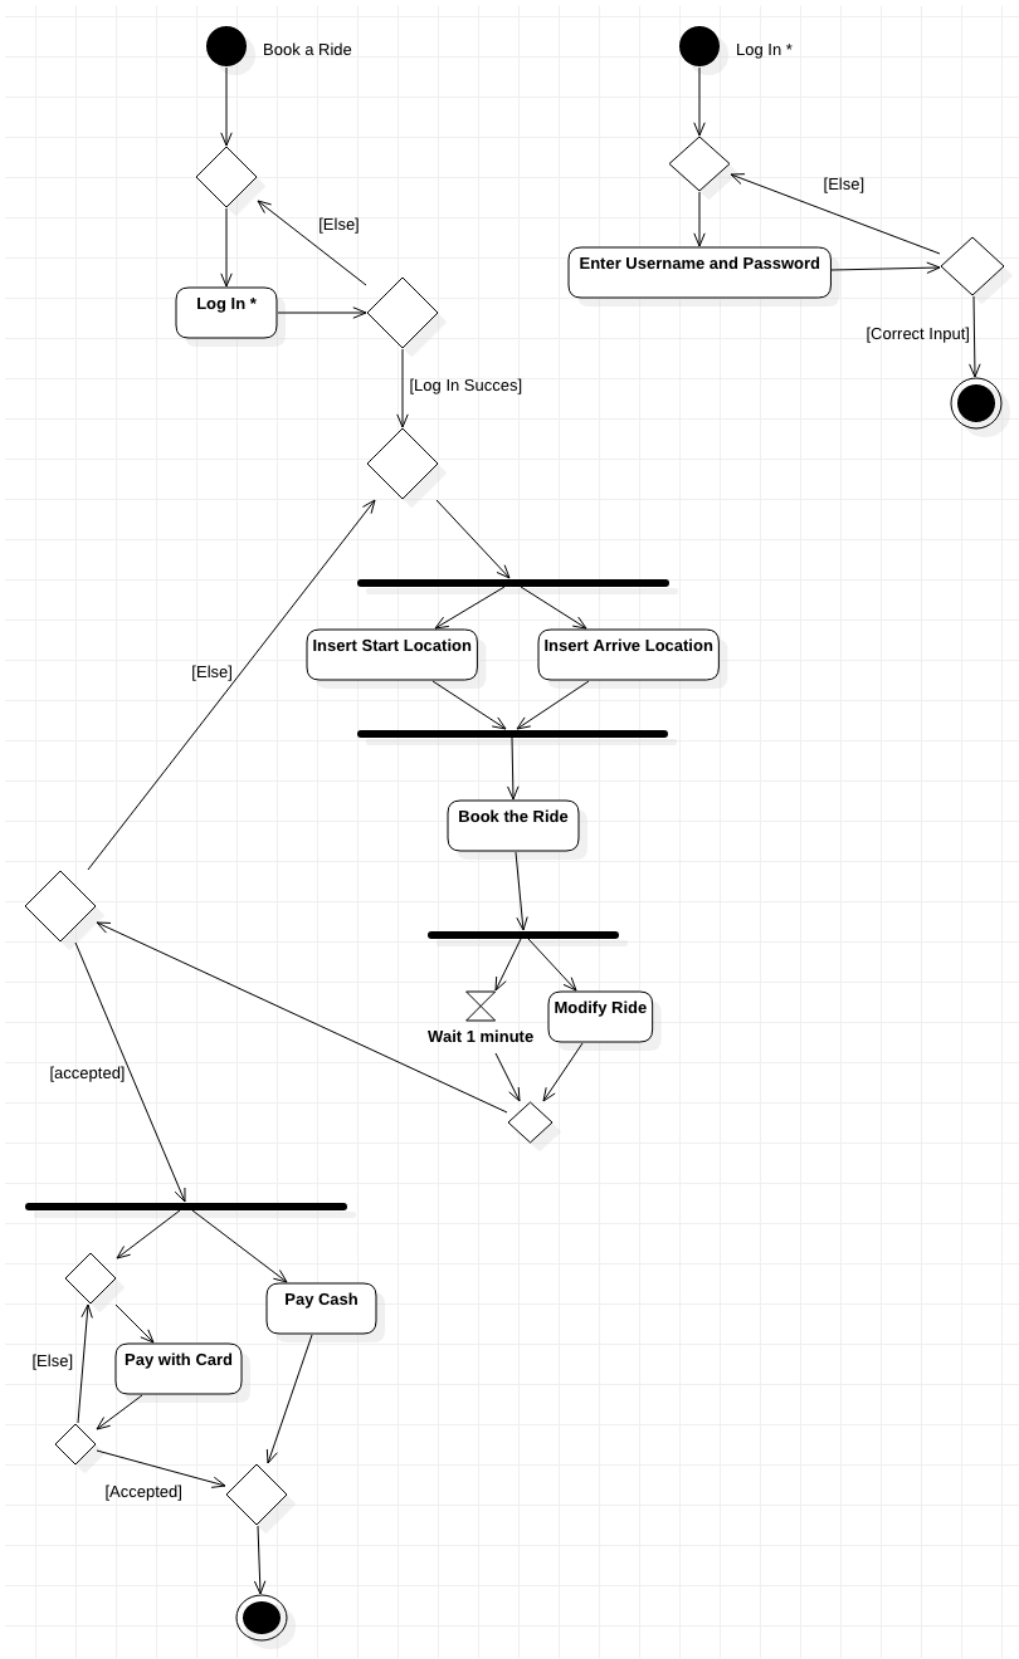 Book a Ride
Log In *
[Else]
[Else]
Enter Username and Password
Log In *
[Correct Input]
[Log In Succes]
Insert Start Location
Insert Arrive Location
[Else]
Book the Ride
Modify Ride
Wait 1 minute
[accepted]
Pay Cash
Pay with Card
[Else]
[Accepted]